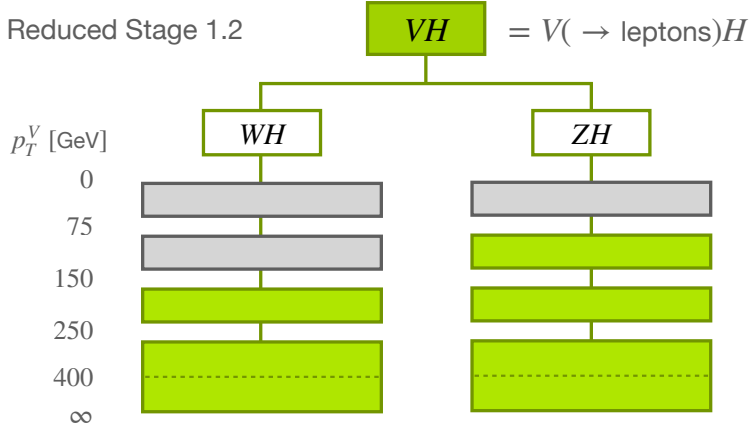 Reduced Stage 1.2
VH = V( → leptons)H
WH ZH
p_T^V [GeV]
0
75
150
250
400
∞